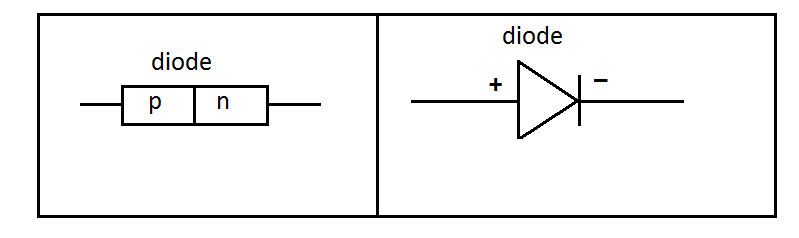 diode
p n
diode
+ –